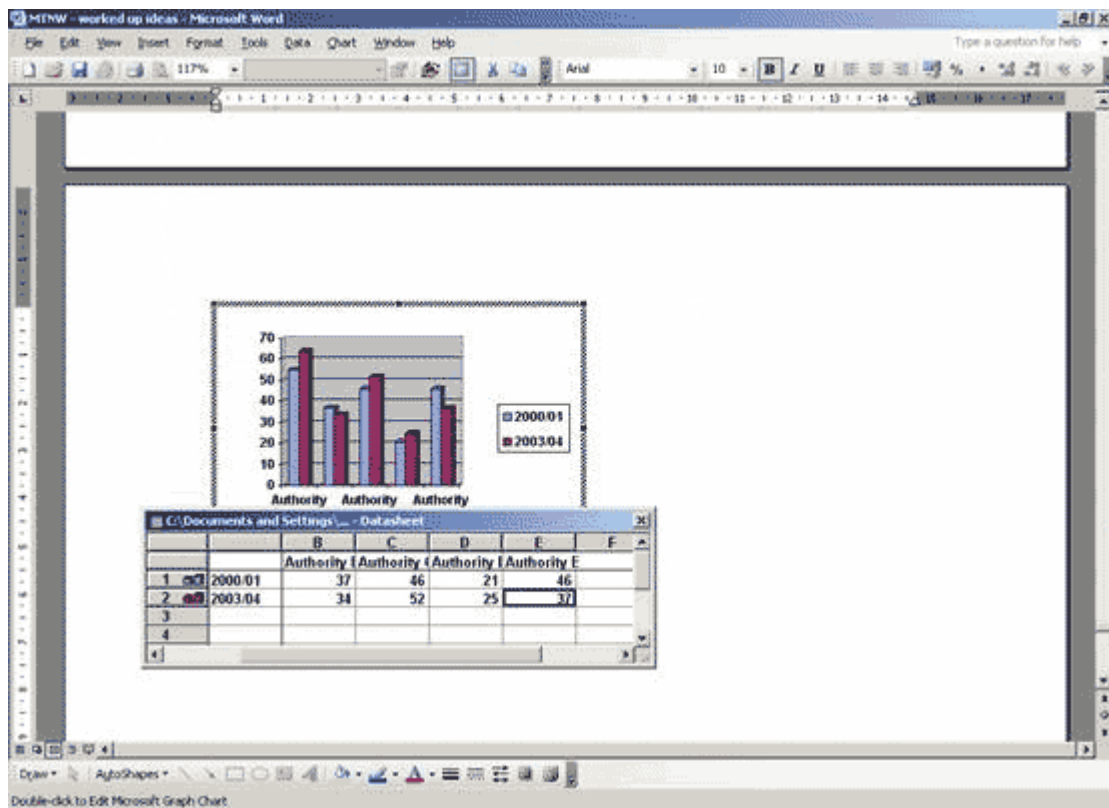 MTNW - worked up ideas - Microsoft Word
File Edit View Insert Format Tools Data Chart Window Help Type a question for help
117% Arial 10 B I U %
70
60
50
40
30
20
10
0
2000/01
2003/04
Authority Authority Authority
C:\Documents and Settings\... - Datasheet
B C D E F
Authority Authority Authority Authority E
1 2000/01 37 46 21 46
2 2003/04 34 52 25 37
3
4
Draw AutoShapes A
Double-click to Edit Microsoft Graph Chart